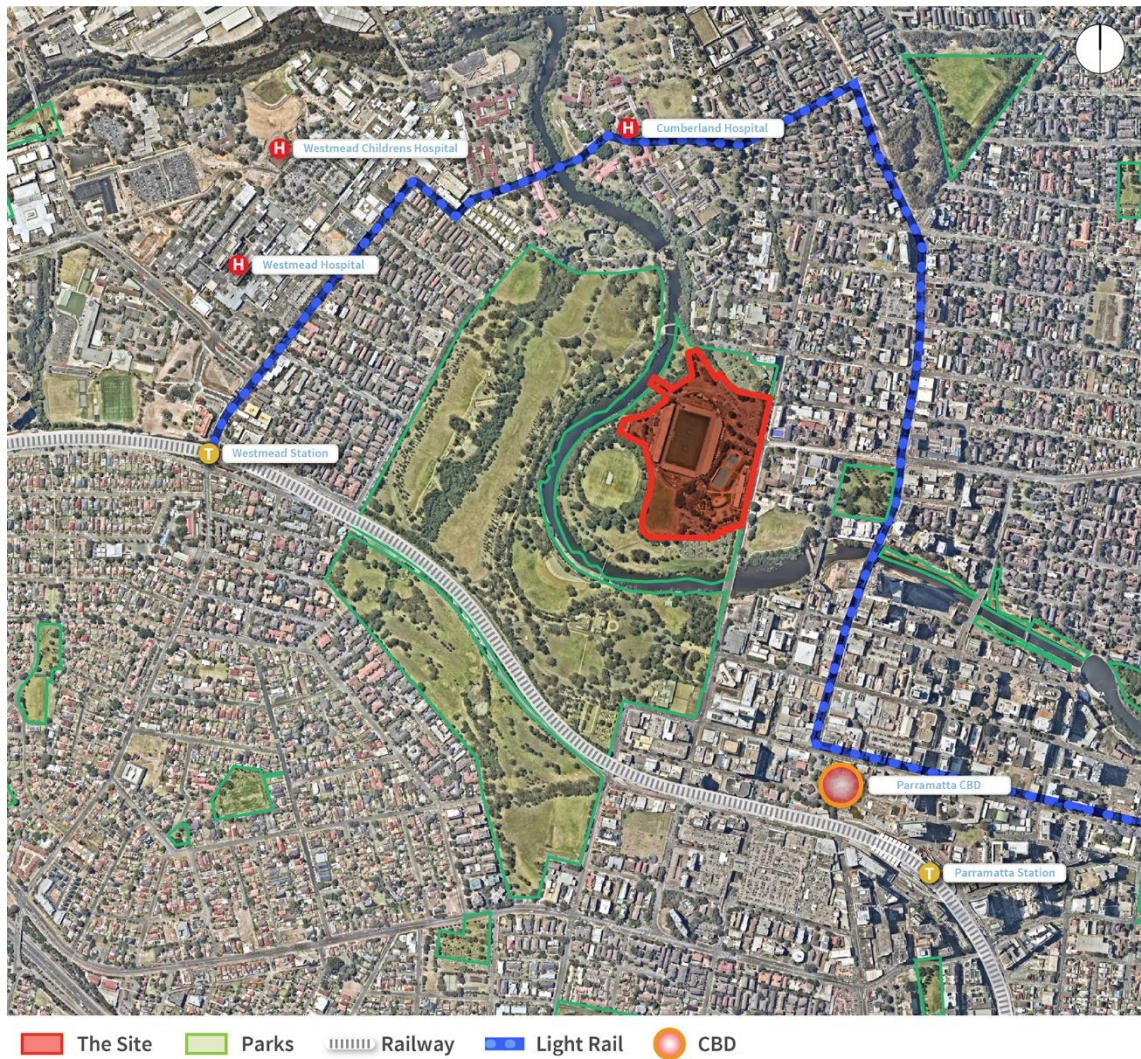 H Cumberland Hospital
H Westmead Childrens Hospital
H Westmead Hospital
T Westmead Station
Parramatta CBD
T Parramatta Station
The Site Parks Railway Light Rail CBD